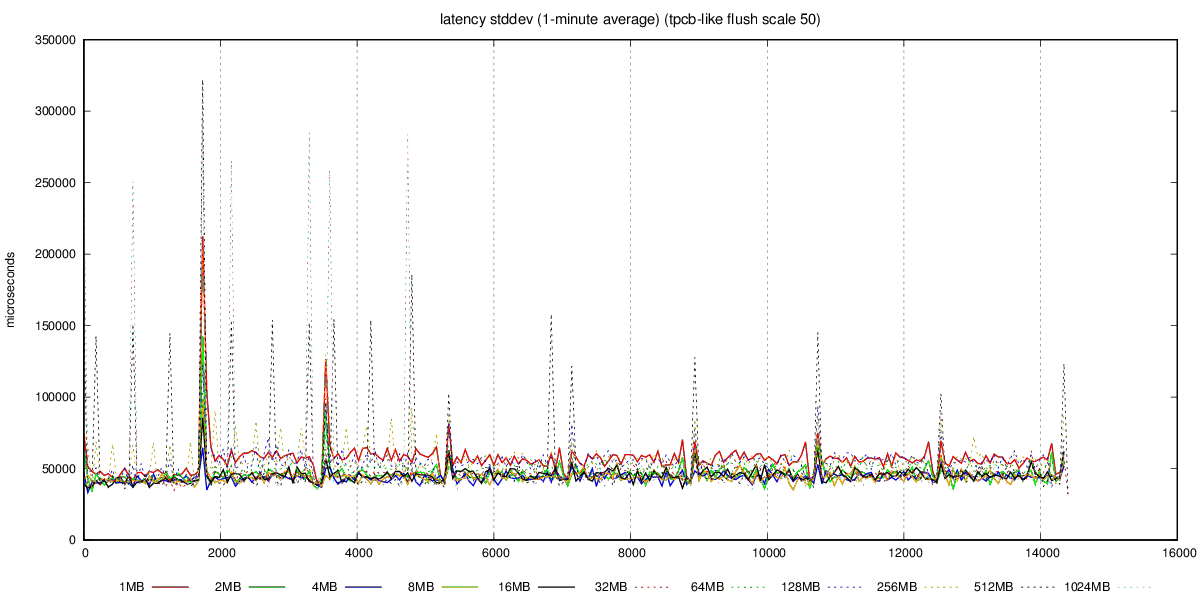 latency stddev (1-minute average) (tpcb-like flush scale 50)
350000
300000
250000
200000
150000
100000
50000
0
microseconds
0 2000 4000 6000 8000 10000 12000 14000 16000
1MB 2MB 4MB 8MB 16MB 32MB 64MB 128MB 256MB 512MB 1024MB